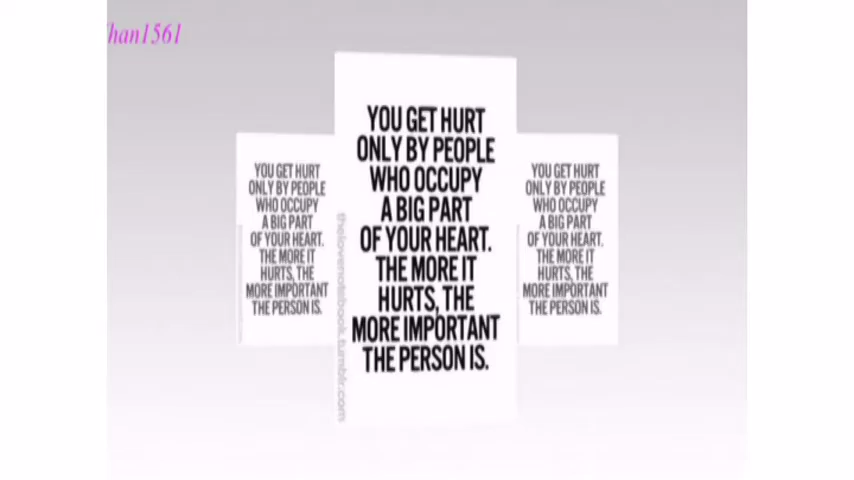 han1561
YOU GET HURT
ONLY BY PEOPLE
WHO OCCUPY
A BIG PART
OF YOUR HEART.
THE MORE IT
HURTS, THE
MORE IMPORTANT
THE PERSON IS.
thelovenotebook.tumblr.com
YOU GET HURT
ONLY BY PEOPLE
WHO OCCUPY
A BIG PART
OF YOUR HEART.
THE MORE IT
HURTS, THE
MORE IMPORTANT
THE PERSON IS.
YOU GET HURT
ONLY BY PEOPLE
WHO OCCUPY
A BIG PART
OF YOUR HEART.
THE MORE IT
HURTS, THE
MORE IMPORTANT
THE PERSON IS.